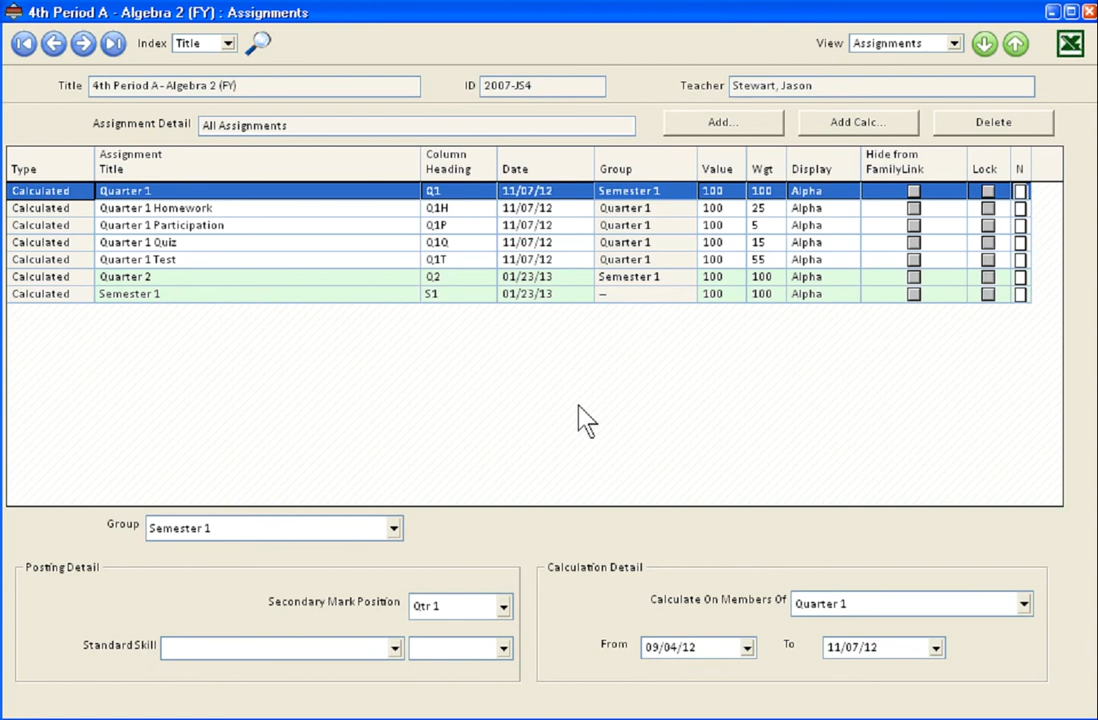 4th Period A - Algebra 2 (FY) : Assignments
Index Title View Assignments
Title 4th Period A - Algebra 2 (FY) ID 2007-JS4 Teacher Stewart, Jason
Assignment Detail All Assignments Add... Add Calc... Delete
Type Assignment Title Column Heading Date Group Value Wgt Display Hide from FamilyLink Lock N
Calculated Quarter 1 Q1 11/07/12 Semester 1 100 100 Alpha
Calculated Quarter 1 Homework Q1H 11/07/12 Quarter 1 100 25 Alpha
Calculated Quarter 1 Participation Q1P 11/07/12 Quarter 1 100 5 Alpha
Calculated Quarter 1 Quiz Q1Q 11/07/12 Quarter 1 100 15 Alpha
Calculated Quarter 1 Test Q1T 11/07/12 Quarter 1 100 55 Alpha
Calculated Quarter 2 Q2 01/23/13 Semester 1 100 100 Alpha
Calculated Semester 1 S1 01/23/13 – 100 100 Alpha
Group Semester 1
Posting Detail
Secondary Mark Position Qtr 1
Standard Skill
Calculation Detail
Calculate On Members Of Quarter 1
From 09/04/12 To 11/07/12